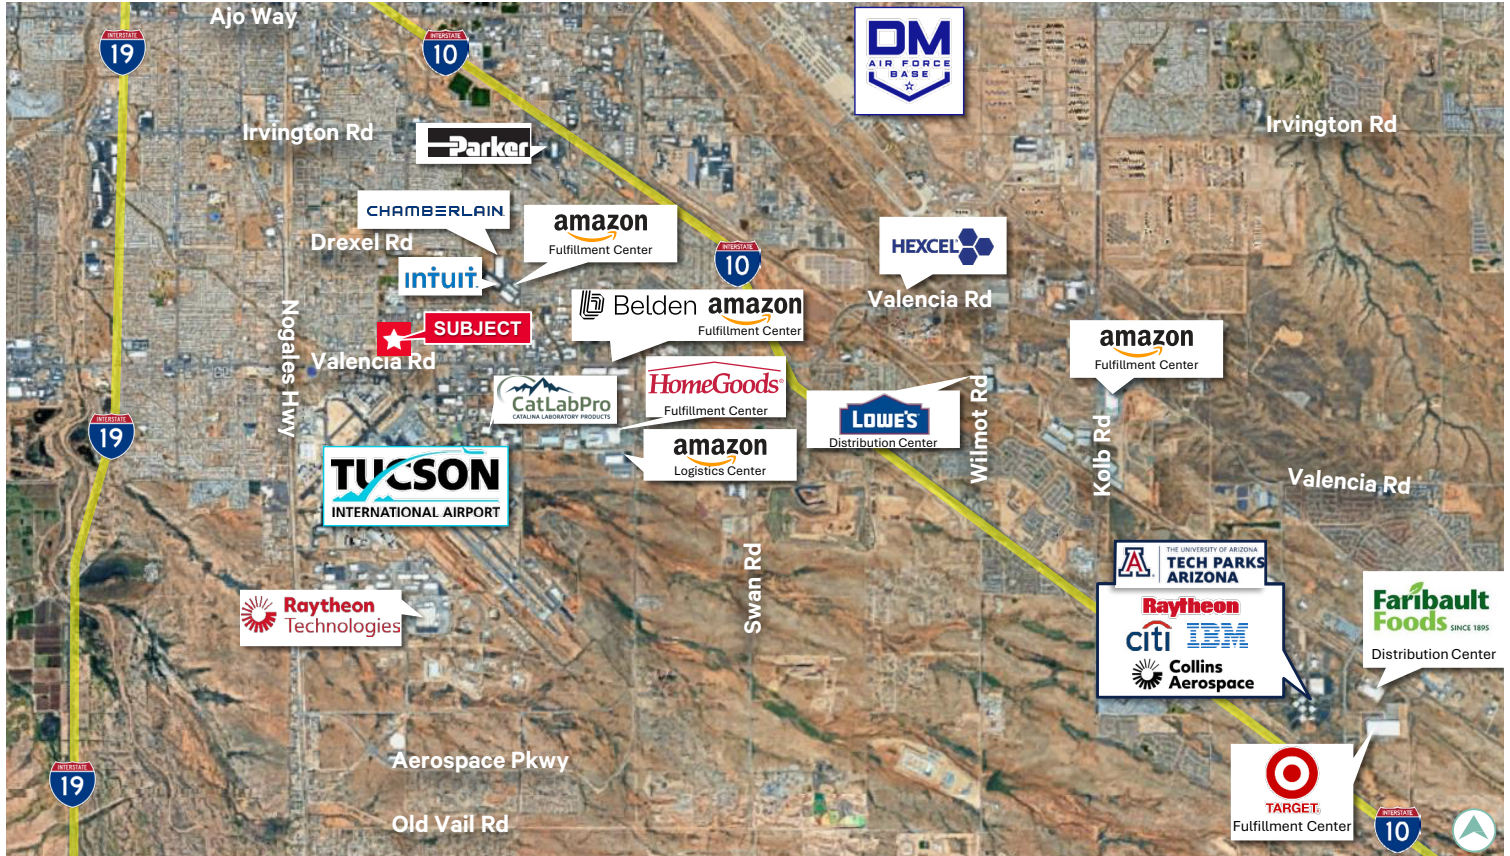 Ajo Way
INTERSTATE
19
INTERSTATE
10
DM
AIR FORCE
BASE
Irvington Rd
Irvington Rd
Parker
CHAMBERLAIN
amazon
Fulfillment Center
Drexel Rd
INTUIT
INTERSTATE
10
HEXCEL
Valencia Rd
Belden
amazon
Fulfillment Center
Nogales Hwy
SUBJECT
Valencia Rd
amazon
Fulfillment Center
CatLabPro
CATALINA LABORATORY PRODUCTS
HomeGoods
Fulfillment Center
LOWE'S
Distribution Center
Wilmot Rd
Kolb Rd
INTERSTATE
19
amazon
Logistics Center
TUCSON
INTERNATIONAL AIRPORT
Valencia Rd
Swan Rd
THE UNIVERSITY OF ARIZONA
A
TECH PARKS
ARIZONA
Raytheon
citi
IBM
Collins
Aerospace
Raytheon
Technologies
Faribault
Foods
SINCE 1895
Distribution Center
Aerospace Pkwy
INTERSTATE
19
TARGET
Fulfillment Center
Old Vail Rd
INTERSTATE
10